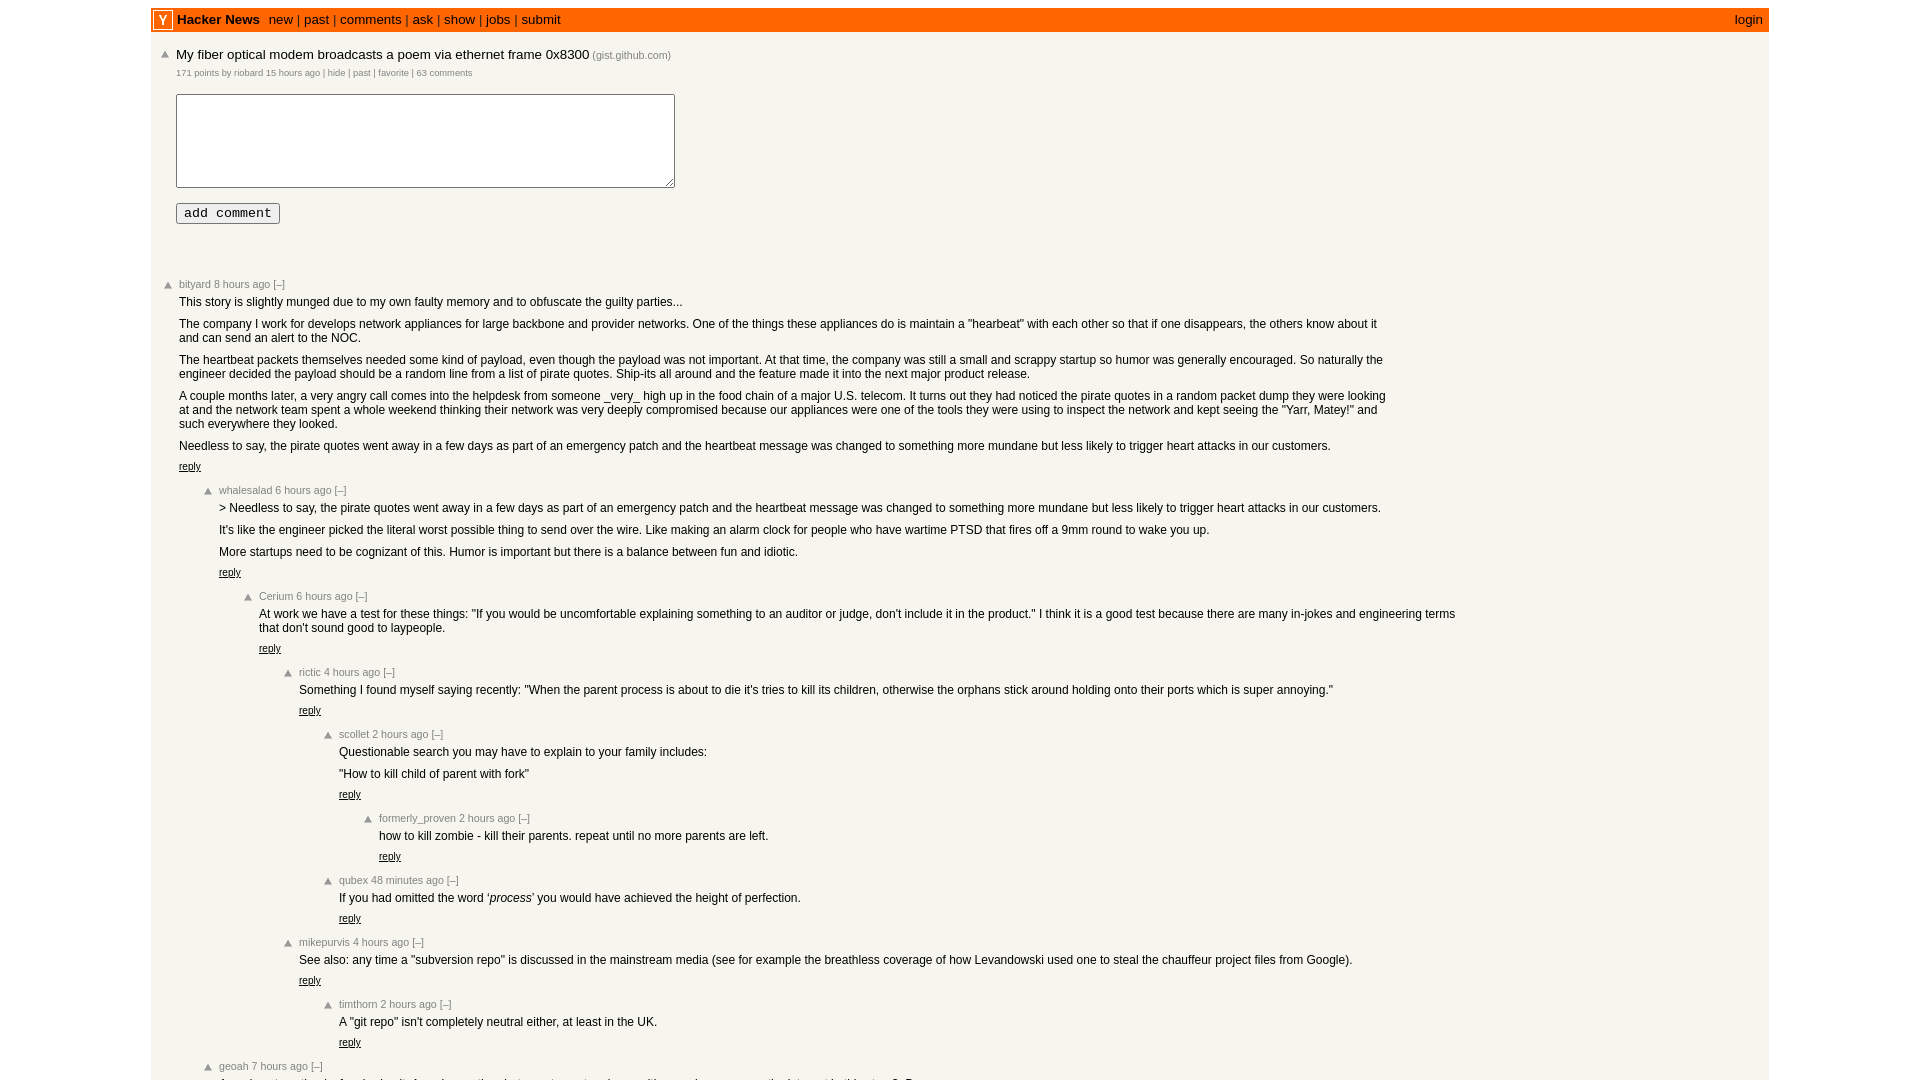 Y Hacker News new | past | comments | ask | show | jobs | submit login
My fiber optical modem broadcasts a poem via ethernet frame 0x8300 (gist.github.com)
171 points by riobard 15 hours ago | hide | past | favorite | 63 comments
add comment
bityard 8 hours ago [–]
This story is slightly munged due to my own faulty memory and to obfuscate the guilty parties...
The company I work for develops network appliances for large backbone and provider networks. One of the things these appliances do is maintain a "hearbeat" with each other so that if one disappears, the others know about it
and can send an alert to the NOC.
The heartbeat packets themselves needed some kind of payload, even though the payload was not important. At that time, the company was still a small and scrappy startup so humor was generally encouraged. So naturally the
engineer decided the payload should be a random line from a list of pirate quotes. Ship-its all around and the feature made it into the next major product release.
A couple months later, a very angry call comes into the helpdesk from someone _very_ high up in the food chain of a major U.S. telecom. It turns out they had noticed the pirate quotes in a random packet dump they were looking
at and the network team spent a whole weekend thinking their network was very deeply compromised because our appliances were one of the tools they were using to inspect the network and kept seeing the "Yarr, Matey!" and
such everywhere they looked.
Needless to say, the pirate quotes went away in a few days as part of an emergency patch and the heartbeat message was changed to something more mundane but less likely to trigger heart attacks in our customers.
reply
whalesalad 6 hours ago [–]
> Needless to say, the pirate quotes went away in a few days as part of an emergency patch and the heartbeat message was changed to something more mundane but less likely to trigger heart attacks in our customers.
It's like the engineer picked the literal worst possible thing to send over the wire. Like making an alarm clock for people who have wartime PTSD that fires off a 9mm round to wake you up.
More startups need to be cognizant of this. Humor is important but there is a balance between fun and idiotic.
reply
Cerium 6 hours ago [–]
At work we have a test for these things: "If you would be uncomfortable explaining something to an auditor or judge, don't include it in the product." I think it is a good test because there are many in-jokes and engineering terms
that don't sound good to laypeople.
reply
rictic 4 hours ago [–]
Something I found myself saying recently: "When the parent process is about to die it's tries to kill its children, otherwise the orphans stick around holding onto their ports which is super annoying."
reply
scollet 2 hours ago [–]
Questionable search you may have to explain to your family includes:
"How to kill child of parent with fork"
reply
formerly_proven 2 hours ago [–]
how to kill zombie - kill their parents. repeat until no more parents are left.
reply
qubex 48 minutes ago [–]
If you had omitted the word ‘process’ you would have achieved the height of perfection.
reply
mikepurvis 4 hours ago [–]
See also: any time a "subversion repo" is discussed in the mainstream media (see for example the breathless coverage of how Levandowski used one to steal the chauffeur project files from Google).
reply
timthorn 2 hours ago [–]
A "git repo" isn't completely neutral either, at least in the UK.
reply
geoah 7 hours ago [–]